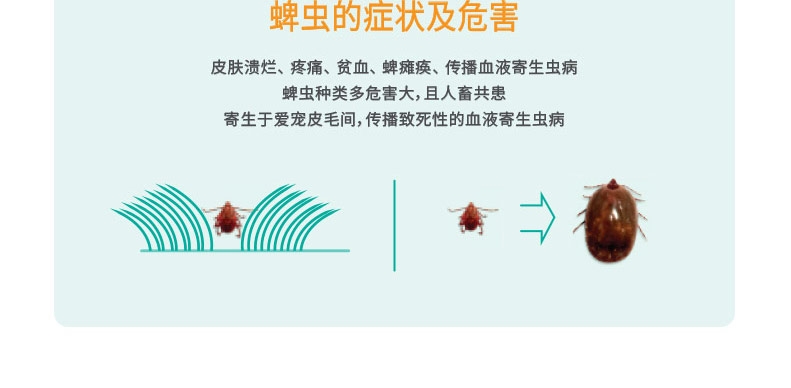 蜱虫的症状及危害
皮肤溃烂、疼痛、贫血、蜱瘫痪、传播血液寄生虫病
蜱虫种类多危害大,且人畜共患
寄生于爱宠皮毛间,传播致死性的血液寄生虫病